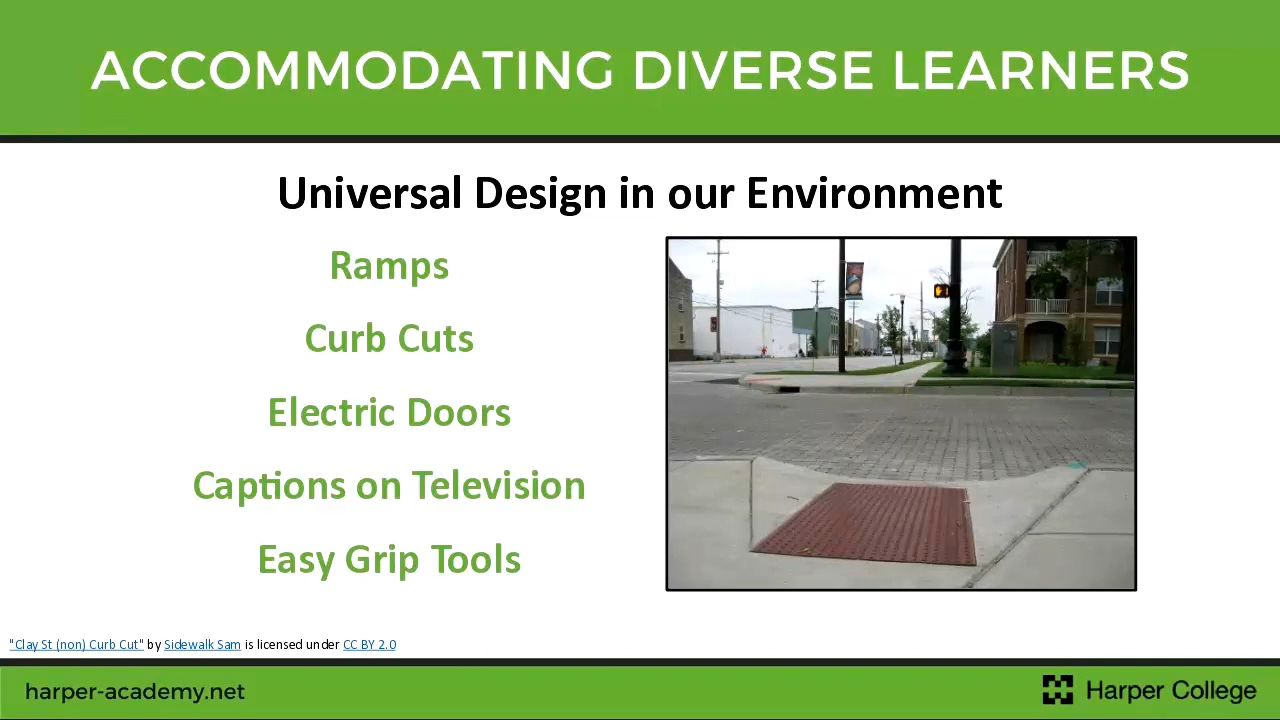 ACCOMMODATING DIVERSE LEARNERS
Universal Design in our Environment
Ramps
Curb Cuts
Electric Doors
Captions on Television
Easy Grip Tools
"Clay St (non) Curb Cut" by Sidewalk Sam is licensed under CC BY 2.0
harper-academy.net
Harper College